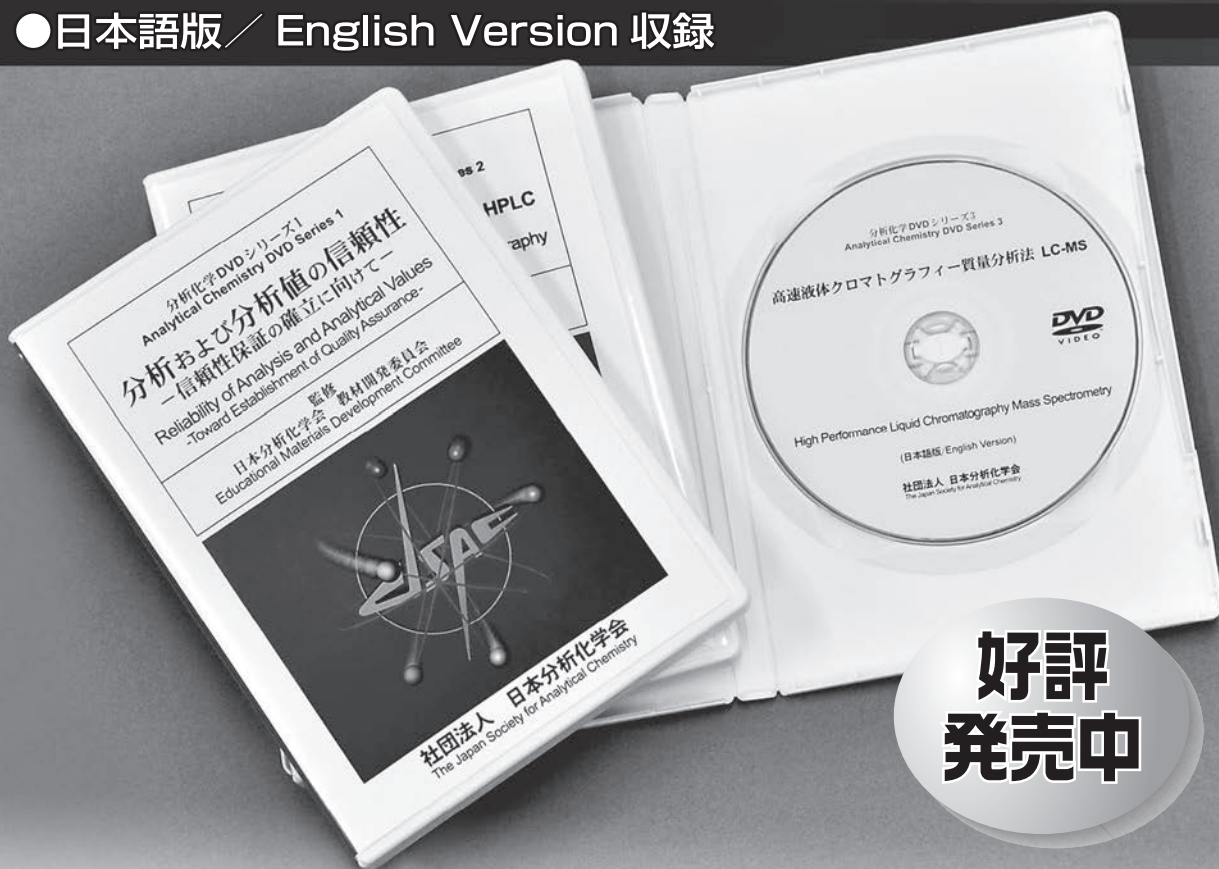 ●日本語版／ English Version 収録
分析化学DVDシリーズ1
Analytical Chemistry DVD Series 1
分析および分析値の信頼性
－信頼性保証の確立に向けて－
Reliability of Analysis and Analytical Values
-Toward Establishment of Quality Assurance-
監修
日本分析化学会 教材開発委員会
Educational Materials Development Committee
JSAC
社団法人 日本分析化学会
The Japan Society for Analytical Chemistry
2
HPLC
分析化学DVDシリーズ3
Analytical Chemistry DVD Series 3
高速液体クロマトグラフィー質量分析法 LC-MS
DVD
VIDEO
High Performance Liquid Chromatography Mass Spectrometry
(日本語版/English Version)
社団法人 日本分析化学会
The Japan Society for Analytical Chemistry
好評
発売中